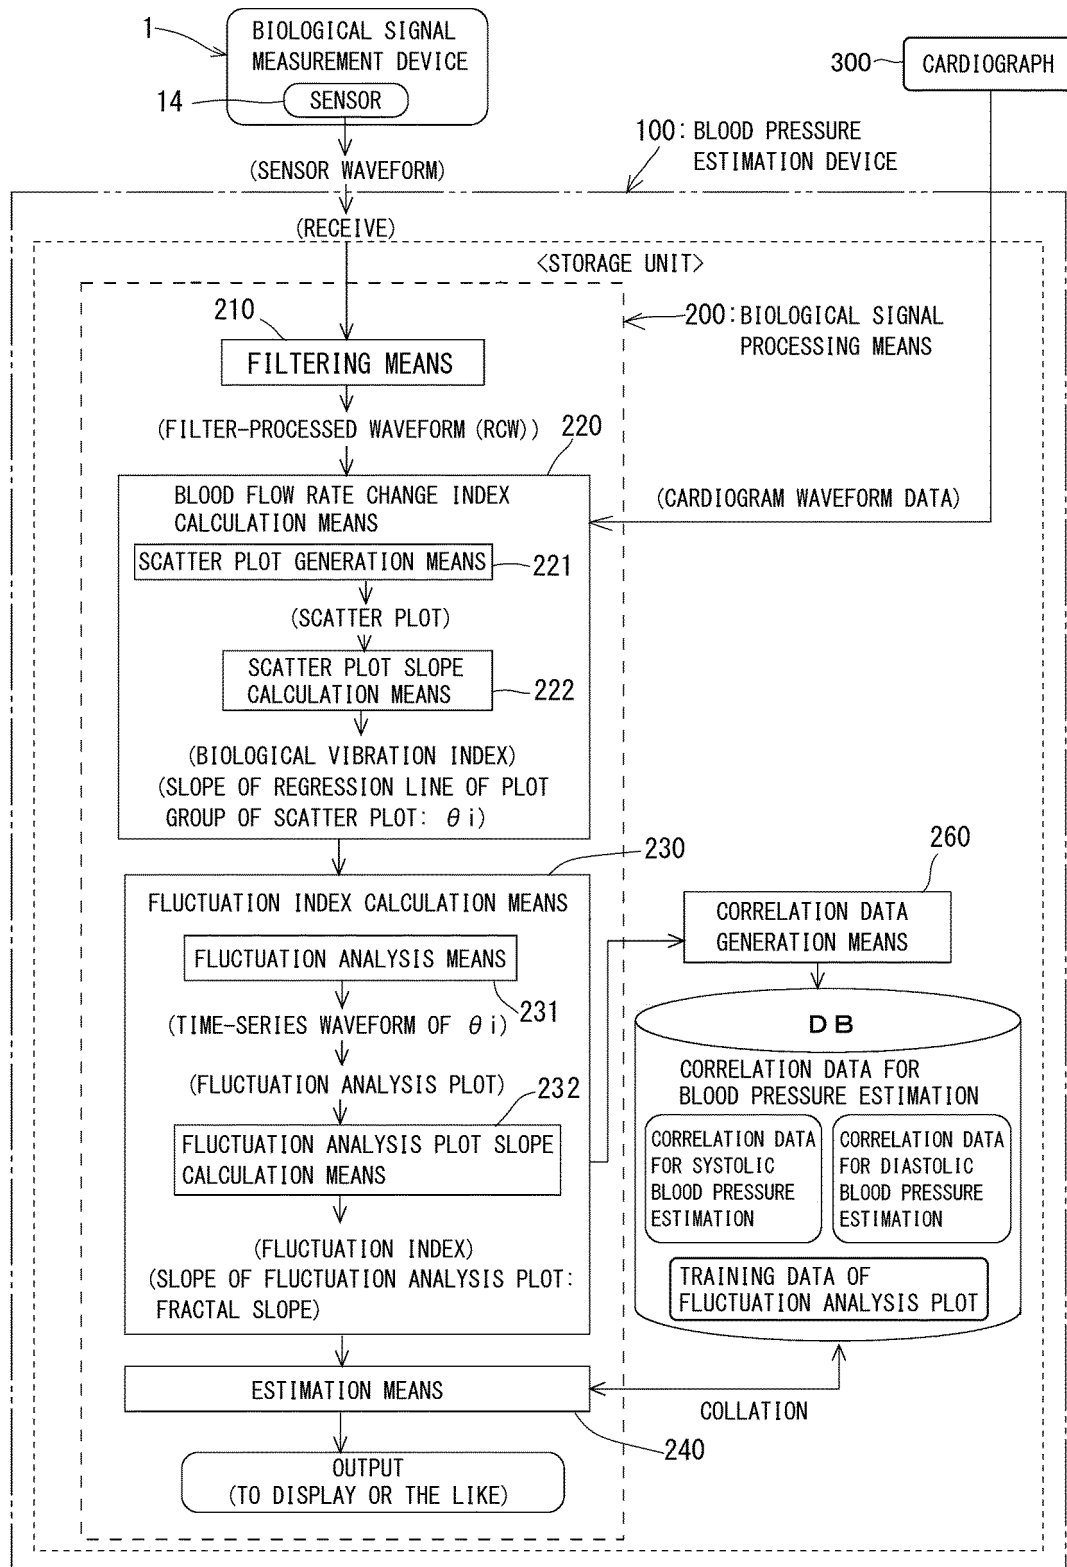 1
BIOLOGICAL SIGNAL
MEASUREMENT DEVICE
14
SENSOR
300
CARDIOGRAPH
100: BLOOD PRESSURE
ESTIMATION DEVICE
(SENSOR WAVEFORM)
(RECEIVE)
<STORAGE UNIT>
210
200: BIOLOGICAL SIGNAL
PROCESSING MEANS
FILTERING MEANS
(FILTER-PROCESSED WAVEFORM (RCW))
220
BLOOD FLOW RATE CHANGE INDEX
CALCULATION MEANS
(CARDIOGRAM WAVEFORM DATA)
SCATTER PLOT GENERATION MEANS
221
(SCATTER PLOT)
SCATTER PLOT SLOPE
CALCULATION MEANS
222
(BIOLOGICAL VIBRATION INDEX)
(SLOPE OF REGRESSION LINE OF PLOT
GROUP OF SCATTER PLOT: θi)
230
FLUCTUATION INDEX CALCULATION MEANS
FLUCTUATION ANALYSIS MEANS
231
(TIME-SERIES WAVEFORM OF θi)
(FLUCTUATION ANALYSIS PLOT)
232
FLUCTUATION ANALYSIS PLOT SLOPE
CALCULATION MEANS
(FLUCTUATION INDEX)
(SLOPE OF FLUCTUATION ANALYSIS PLOT:
FRACTAL SLOPE)
260
CORRELATION DATA
GENERATION MEANS
DB
CORRELATION DATA FOR
BLOOD PRESSURE ESTIMATION
CORRELATION DATA
FOR SYSTOLIC
BLOOD PRESSURE
ESTIMATION
CORRELATION DATA
FOR DIASTOLIC
BLOOD PRESSURE
ESTIMATION
TRAINING DATA OF
FLUCTUATION ANALYSIS PLOT
ESTIMATION MEANS
COLLATION
240
OUTPUT
(TO DISPLAY OR THE LIKE)